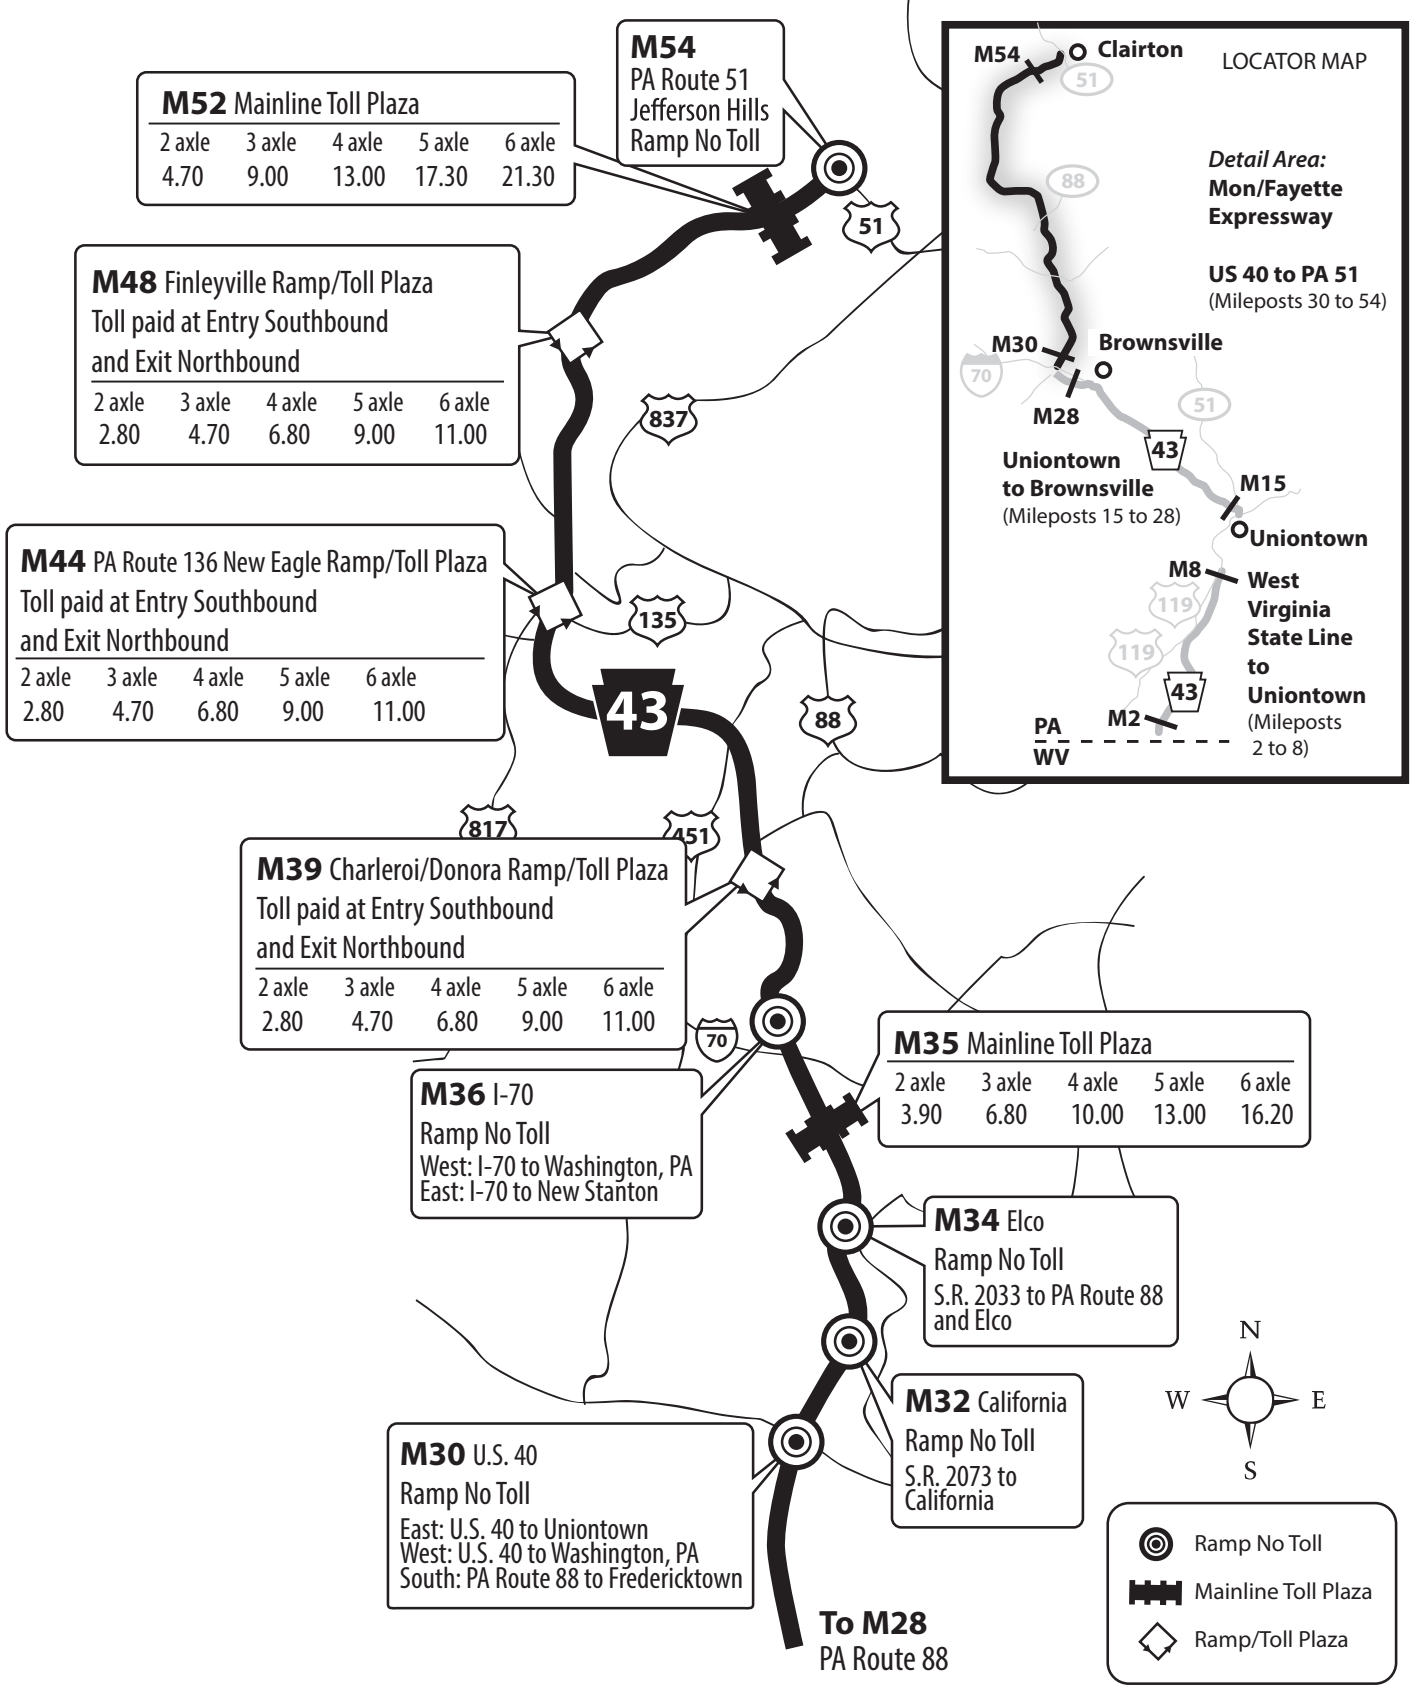 M54
PA Route 51
Jefferson Hills
Ramp No Toll
M52 Mainline Toll Plaza
2 axle 3 axle 4 axle 5 axle 6 axle
4.70 9.00 13.00 17.30 21.30
51
M48 Finleyville Ramp/Toll Plaza
Toll paid at Entry Southbound
and Exit Northbound
2 axle 3 axle 4 axle 5 axle 6 axle
2.80 4.70 6.80 9.00 11.00
837
M44 PA Route 136 New Eagle Ramp/Toll Plaza
Toll paid at Entry Southbound
and Exit Northbound
2 axle 3 axle 4 axle 5 axle 6 axle
2.80 4.70 6.80 9.00 11.00
135
43
88
817
451
M39 Charleroi/Donora Ramp/Toll Plaza
Toll paid at Entry Southbound
and Exit Northbound
2 axle 3 axle 4 axle 5 axle 6 axle
2.80 4.70 6.80 9.00 11.00
70
M36 I-70
Ramp No Toll
West: I-70 to Washington, PA
East: I-70 to New Stanton
M35 Mainline Toll Plaza
2 axle 3 axle 4 axle 5 axle 6 axle
3.90 6.80 10.00 13.00 16.20
M34 Elco
Ramp No Toll
S.R. 2033 to PA Route 88
and Elco
M32 California
Ramp No Toll
S.R. 2073 to
California
M30 U.S. 40
Ramp No Toll
East: U.S. 40 to Uniontown
West: U.S. 40 to Washington, PA
South: PA Route 88 to Fredericktown
To M28
PA Route 88
LOCATOR MAP
M54
Clairton
51
Detail Area:
Mon/Fayette
Expressway
88
US 40 to PA 51
(Mileposts 30 to 54)
M30
Brownsville
70
M28
51
43
Uniontown
to Brownsville
(Mileposts 15 to 28)
M15
Uniontown
M8
119
119
West
Virginia
State Line
to
Uniontown
(Mileposts
2 to 8)
43
M2
PA
WV
N
W E
S
Ramp No Toll
Mainline Toll Plaza
Ramp/Toll Plaza